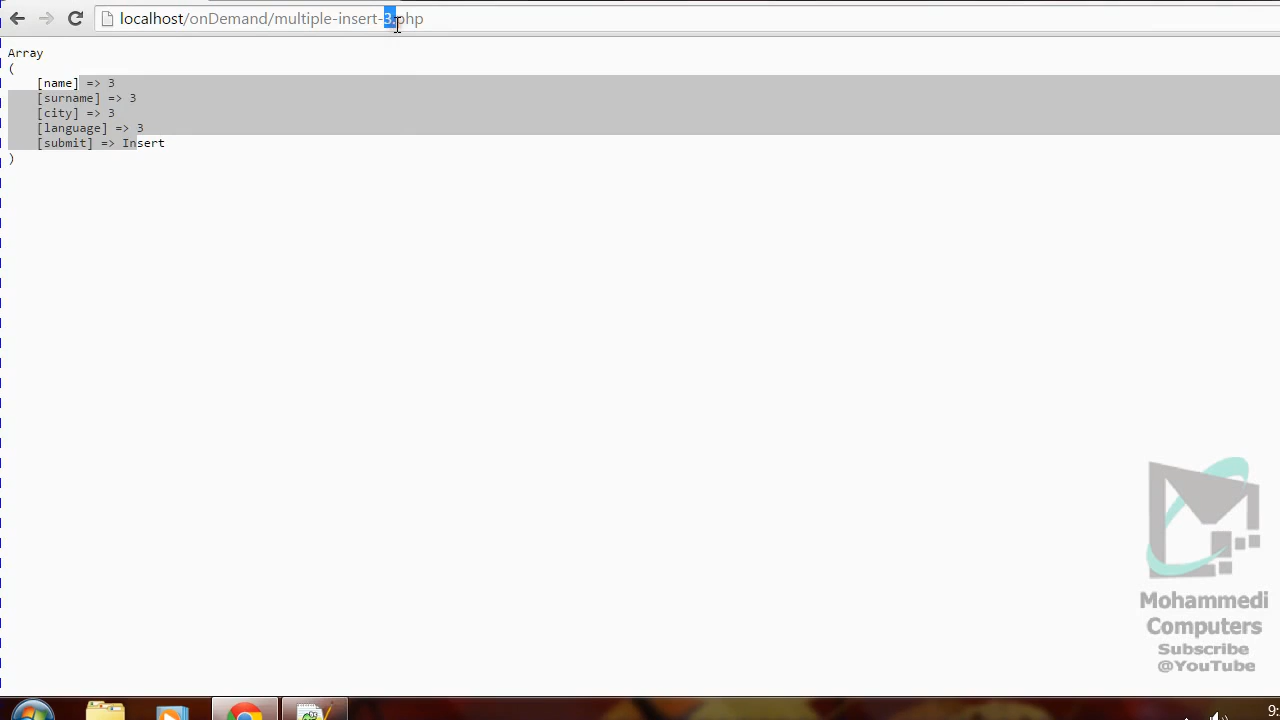 localhost/onDemand/multiple-insert-3.php
Array
(
[name] => 3
[surname] => 3
[city] => 3
[language] => 3
[submit] => Insert
)
Mohammedi
Computers
Subscribe
@YouTube
9: